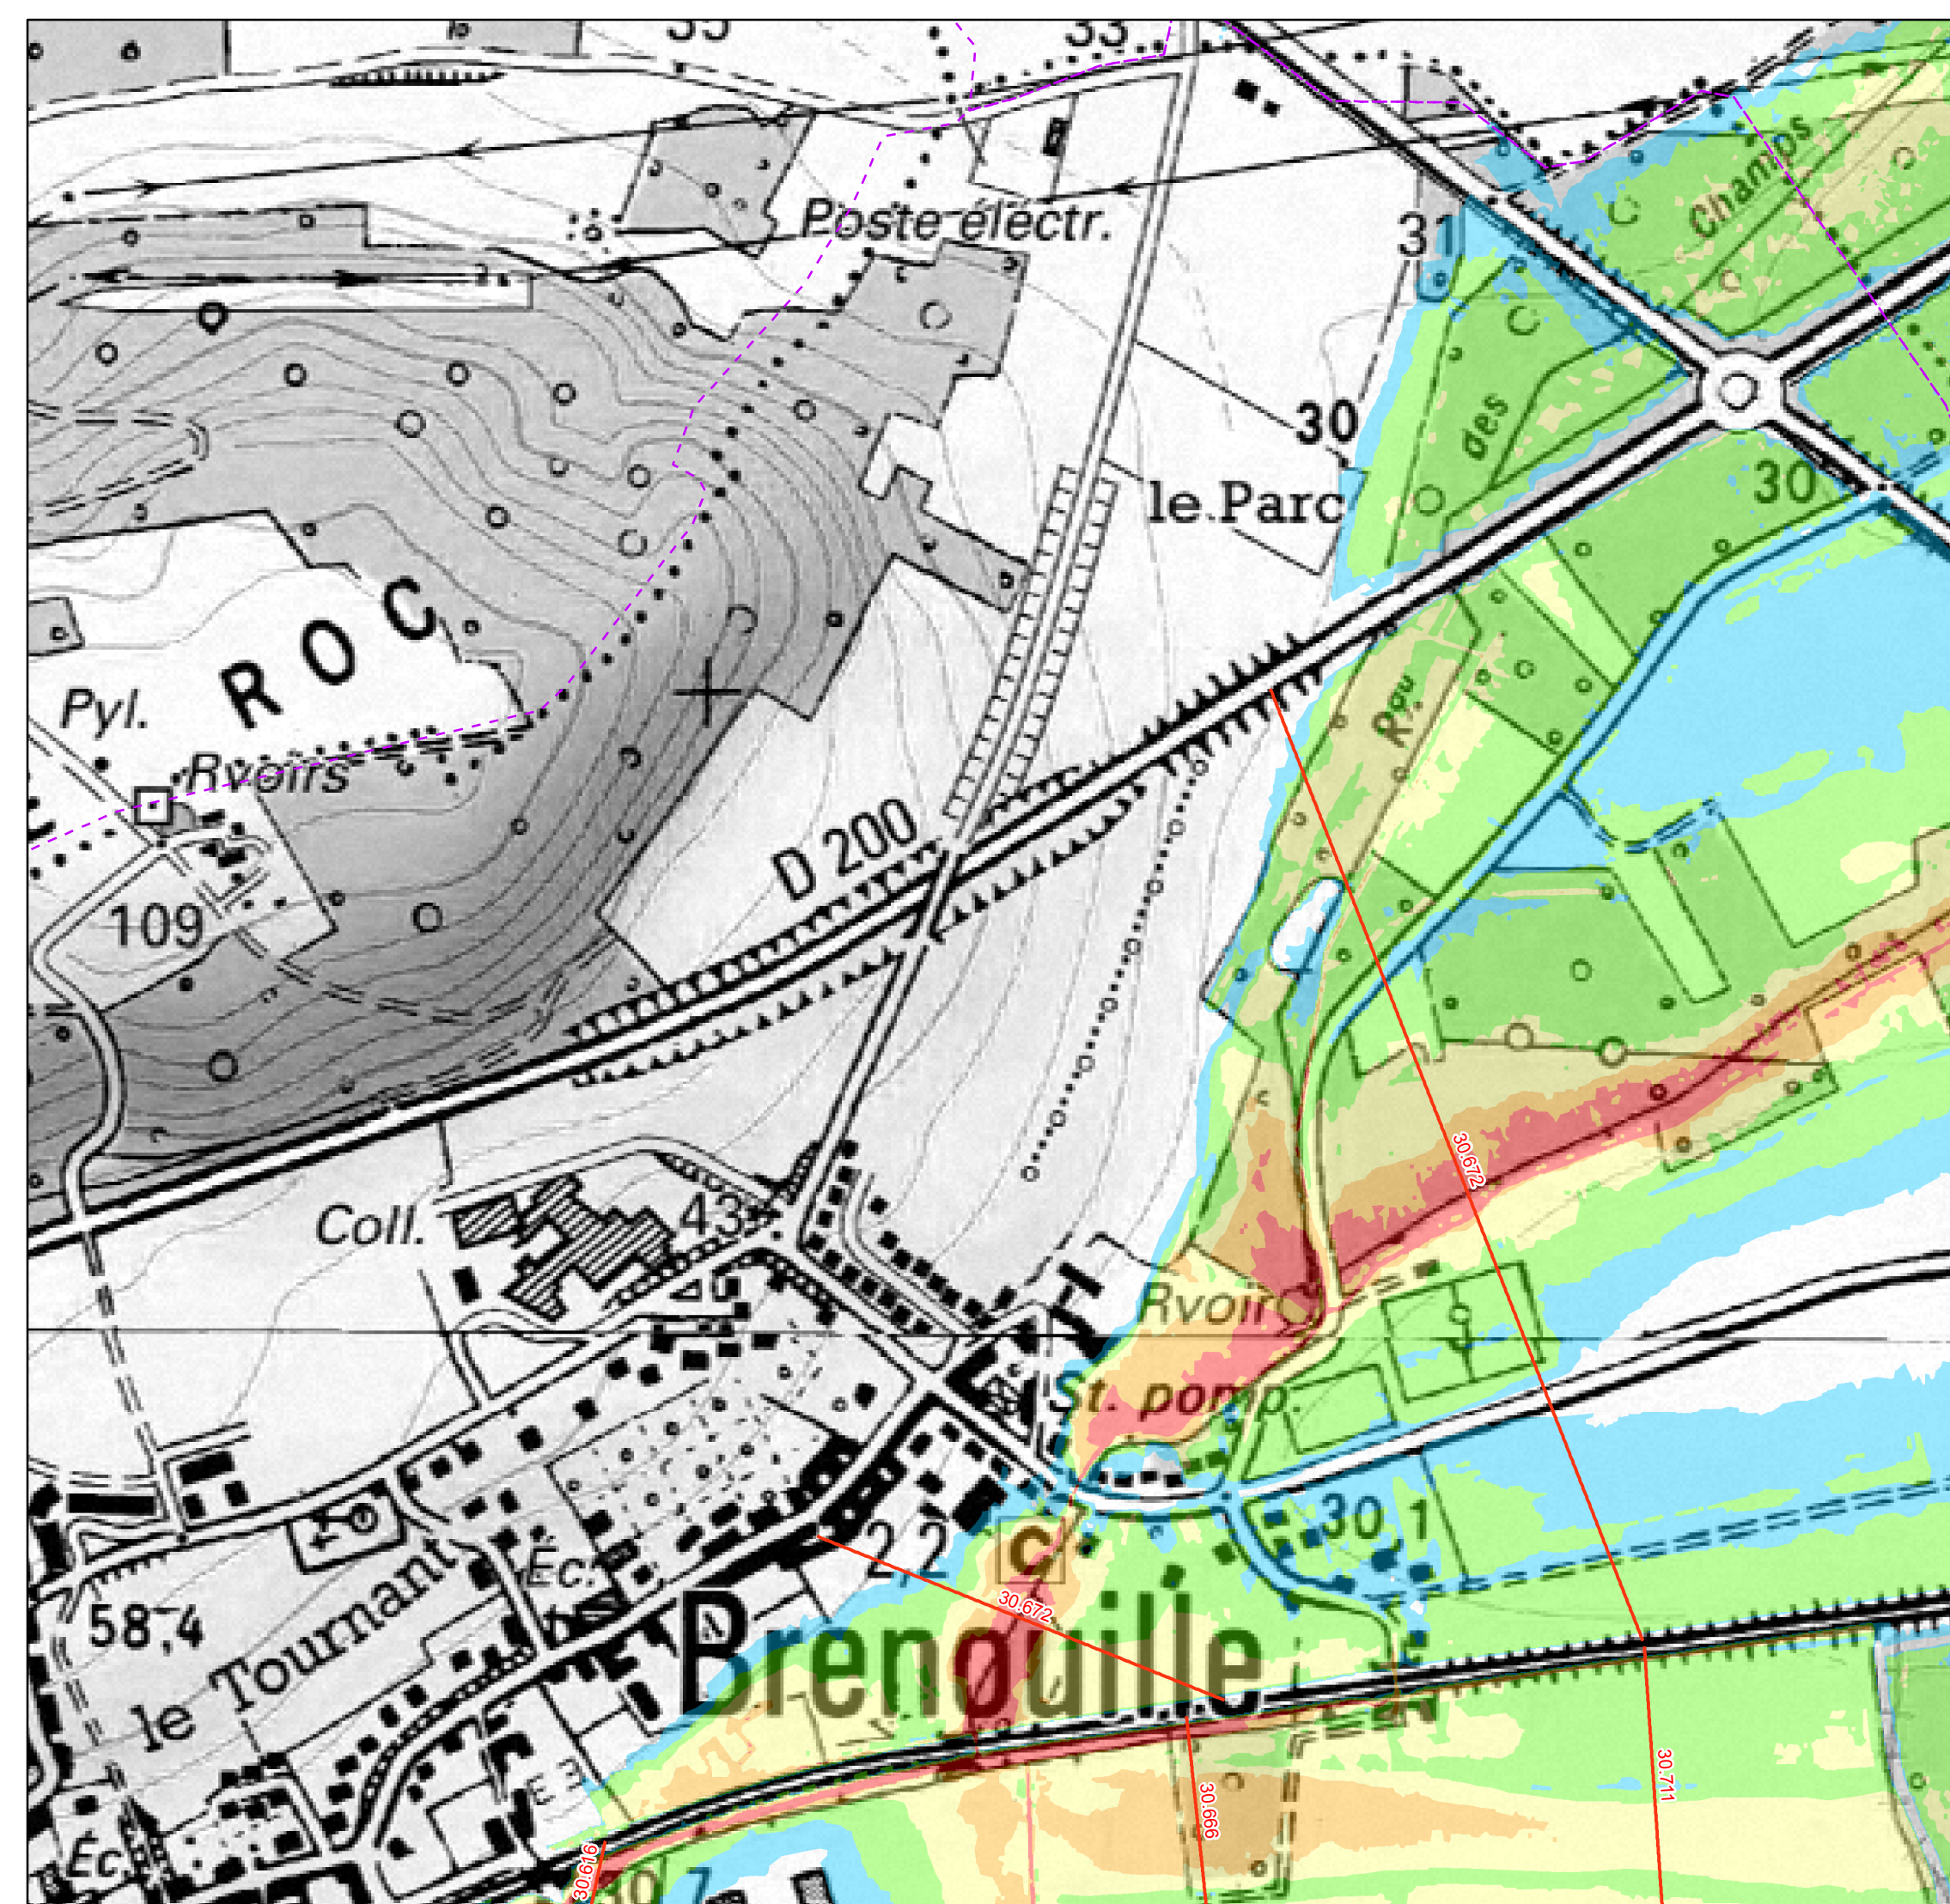 33
Champs
Poste électr.
31
des
30
30
le Parc
R O C
Rau
Pyl.
Rvoirs
D 200
109
30.672
Coll.
43
Rvoir
St. pomp.
30,1
2,2
C
Éc.
30.672
58,4
Brenouille
le Tournant
30.711
30.666
30.616
Éc.